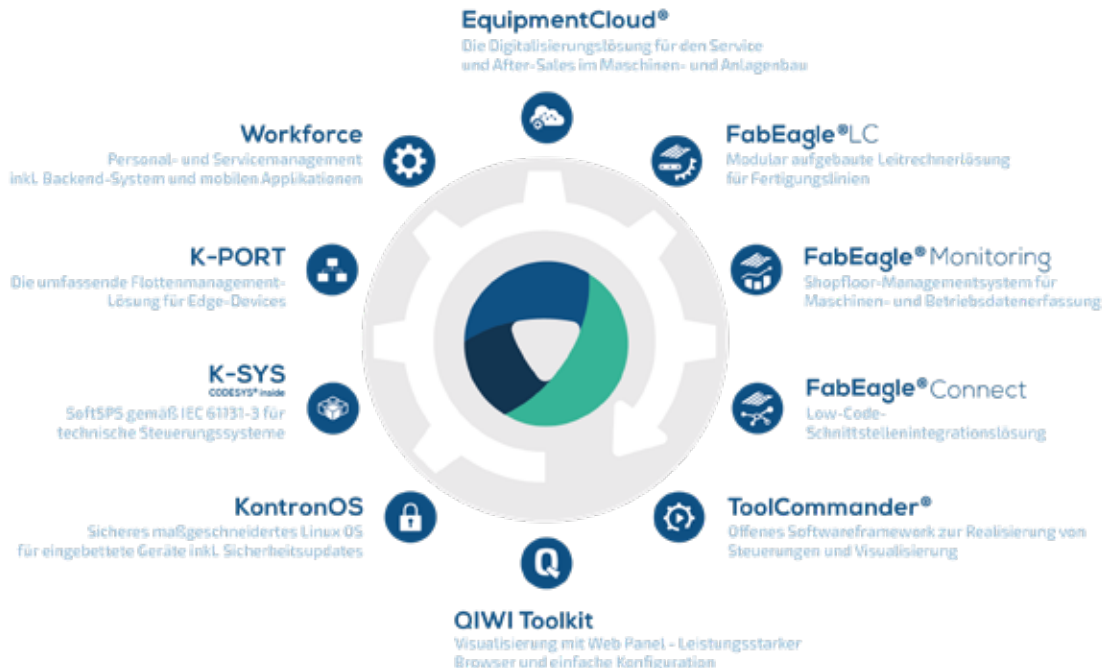 EquipmentCloud®
Die Digitalisierungslösung für den Service
und After-Sales im Maschinen- und Anlagenbau
Workforce
Personal- und Servicemanagement
inkl. Backend-System und mobilen Applikationen
FabEagle®LC
Modular aufgebaute Leitrechnerlösung
für Fertigungslinien
K-PORT
Die umfassende Flottenmanagement-
Lösung für Edge-Devices
FabEagle®Monitoring
Shopfloor-Managementsystem für
Maschinen- und Betriebsdatenerfassung
K-SYS
CODESYS® inside
SoftSPS gemäß IEC 61131-3 für
technische Steuerungssysteme
FabEagle®Connect
Low-Code-
Schnittstellenintegrationslösung
KontronOS
Sicheres maßgeschneidertes Linux OS
für eingebettete Geräte inkl. Sicherheitsupdates
ToolCommander®
Offenes Softwareframework zur Realisierung von
Steuerungen und Visualisierung
Q
QIWI Toolkit
Visualisierung mit Web Panel - Leistungsstarker
Browser und einfache Konfiguration